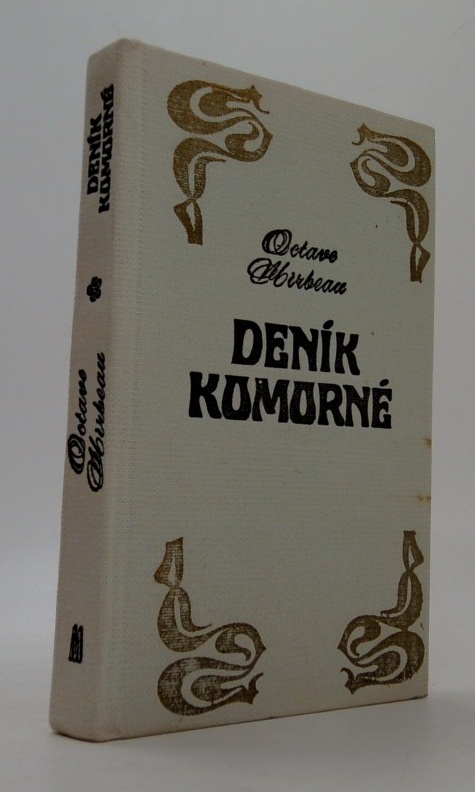 Octave
Mirbeau
DENÍK
KOMORNÉ
DENÍK
KOMORNÉ
Octave
Mirbeau